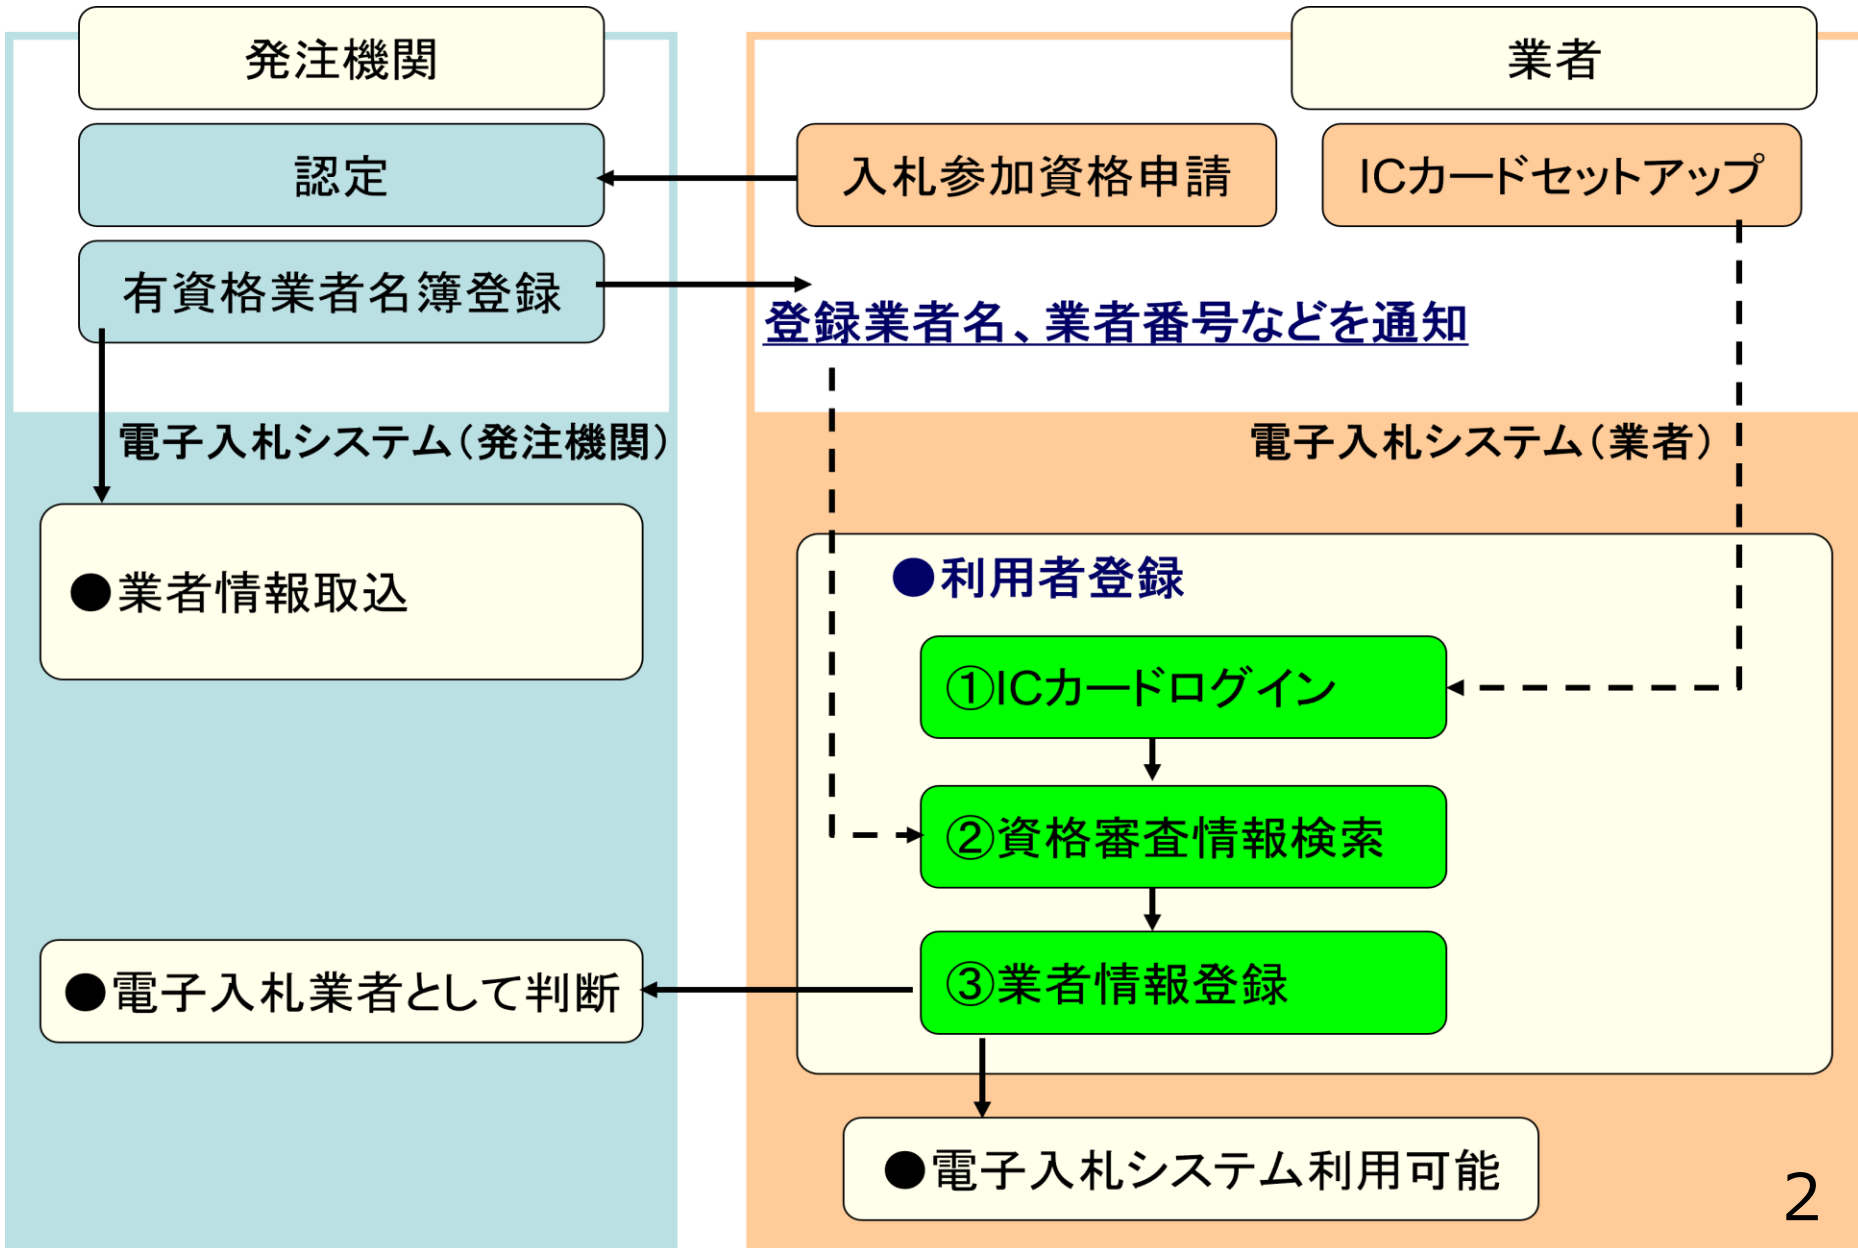 発注機関
業者
認定
入札参加資格申請
ICカードセットアップ
有資格業者名簿登録
登録業者名、業者番号などを通知
電子入札システム(発注機関)
電子入札システム(業者)
●業者情報取込
●利用者登録
①ICカードログイン
②資格審査情報検索
③業者情報登録
●電子入札業者として判断
●電子入札システム利用可能
2